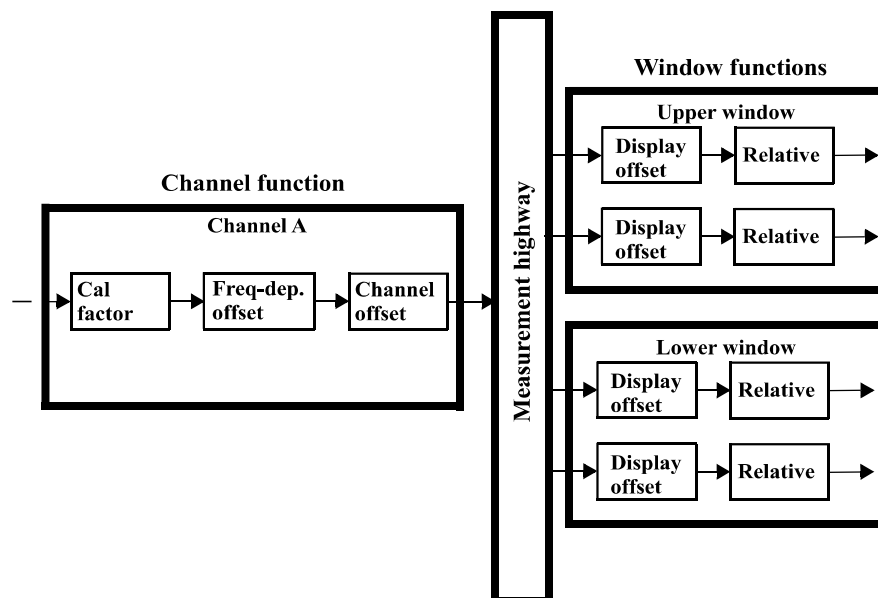 Channel function
Channel A
Cal
factor
Freq-dep.
offset
Channel
offset
Measurement highway
Window functions
Upper window
Display
offset
Relative
Display
offset
Relative
Lower window
Display
offset
Relative
Display
offset
Relative